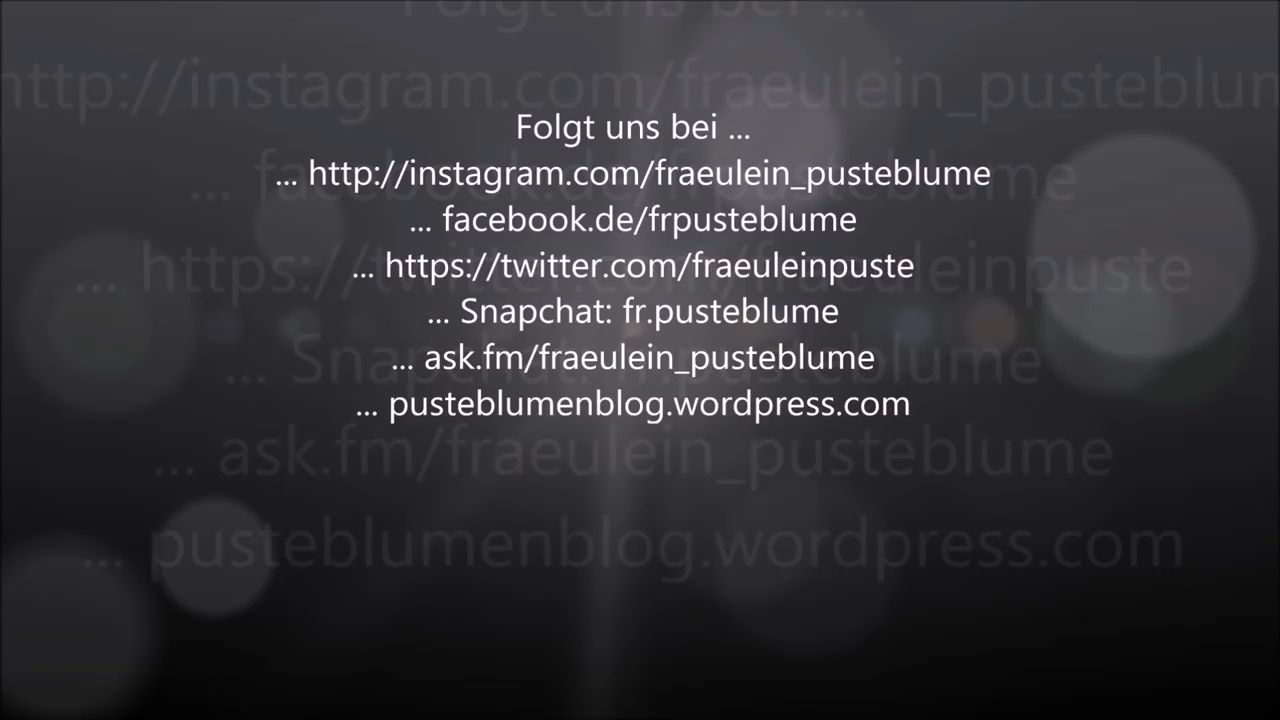 Folgt uns bei ...
... http://instagram.com/fraeulein_pusteblume
... facebook.de/frpusteblume
... https://twitter.com/fraeuleinpuste
... Snapchat: fr.pusteblume
... ask.fm/fraeulein_pusteblume
... pusteblumenblog.wordpress.com